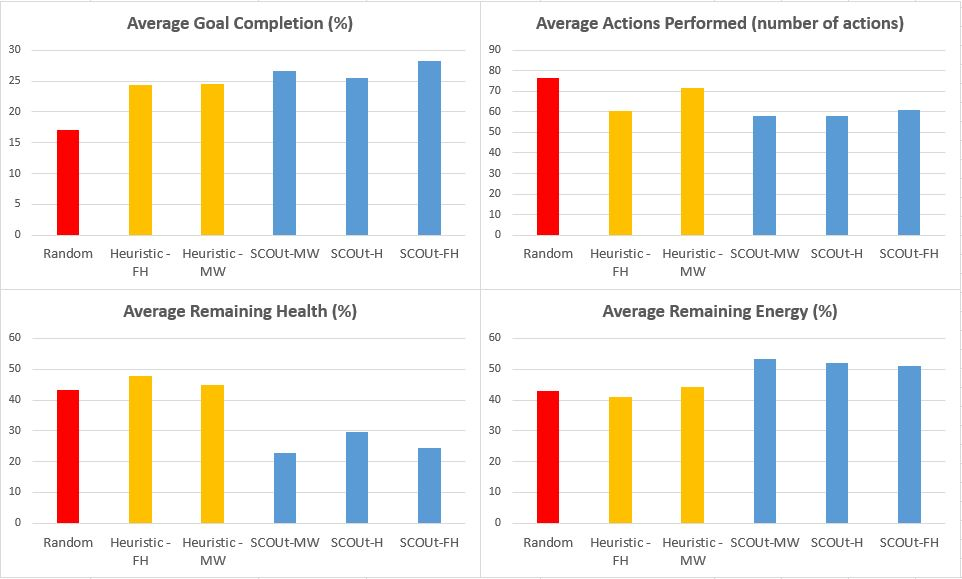 Average Goal Completion (%)
30
25
20
15
10
5
0
Random
Heuristic -
FH
Heuristic -
MW
SCOUt-MW
SCOUt-H
SCOUt-FH
Average Actions Performed (number of actions)
90
80
70
60
50
40
30
20
10
0
Random
Heuristic -
FH
Heuristic -
MW
SCOUt-MW
SCOUt-H
SCOUt-FH
Average Remaining Health (%)
60
50
40
30
20
10
0
Random
Heuristic -
FH
Heuristic -
MW
SCOUt-MW
SCOUt-H
SCOUt-FH
Average Remaining Energy (%)
60
50
40
30
20
10
0
Random
Heuristic -
FH
Heuristic -
MW
SCOUt-MW
SCOUt-H
SCOUt-FH